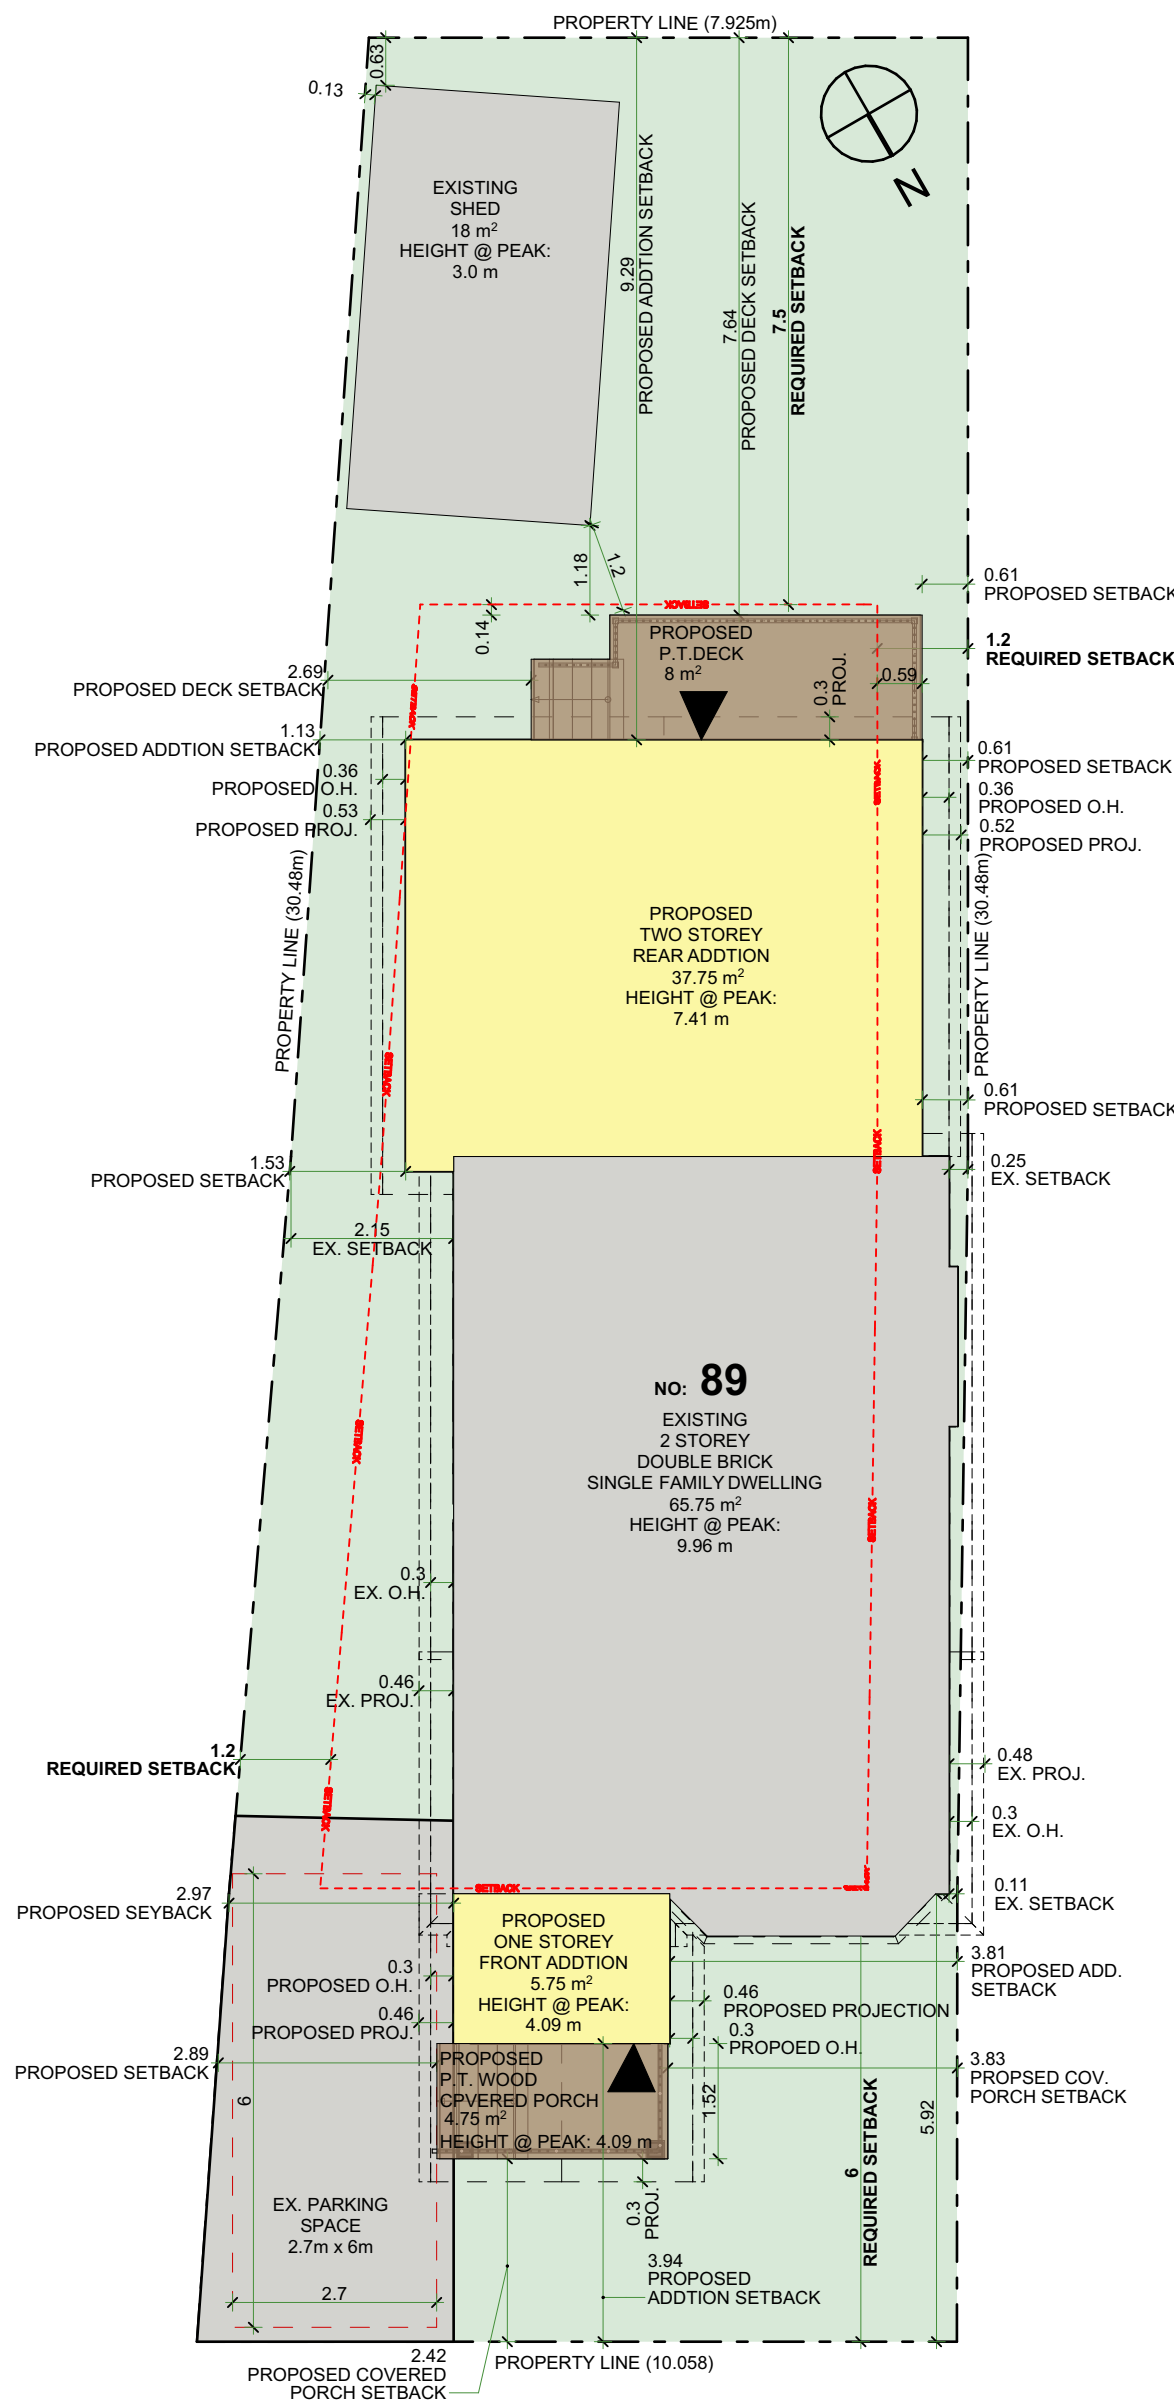 PROPERTY LINE (7.925m)
0.63
0.13
N
EXISTING
SHED
18 m²
HEIGHT @ PEAK:
3.0 m
9.29
PROPOSED ADDTION SETBACK
7.64
PROPOSED DECK SETBACK
7.5
REQUIRED SETBACK
1.18
1.2
0.14
SETBACK
0.61
PROPOSED SETBACK
1.2
REQUIRED SETBACK
PROPOSED
P.T.DECK
8 m²
0.3
PROJ.
0.59
2.69
PROPOSED DECK SETBACK
SETBACK
1.13
PROPOSED ADDTION SETBACK
0.36
PROPOSED O.H.
0.53
PROPOSED PROJ.
SETBACK
0.61
PROPOSED SETBACK
0.36
PROPOSED O.H.
0.52
PROPOSED PROJ.
PROPERTY LINE (30.48m)
PROPERTY LINE (30.48m)
PROPOSED
TWO STOREY
REAR ADDTION
37.75 m²
HEIGHT @ PEAK:
7.41 m
SETBACK
SETBACK
0.61
PROPOSED SETBACK
1.53
PROPOSED SETBACK
0.25
EX. SETBACK
2.15
EX. SETBACK
NO: 89
EXISTING
2 STOREY
DOUBLE BRICK
SINGLE FAMILY DWELLING
65.75 m²
HEIGHT @ PEAK:
9.96 m
SETBACK
SETBACK
0.3
EX. O.H.
0.46
EX. PROJ.
1.2
REQUIRED SETBACK
SETBACK
0.48
EX. PROJ.
0.3
EX. O.H.
SETBACK
SETBACK
0.11
EX. SETBACK
2.97
PROPOSED SEYBACK
PROPOSED
ONE STOREY
FRONT ADDTION
5.75 m²
HEIGHT @ PEAK:
4.09 m
0.3
PROPOSED O.H.
0.46
PROPOSED PROJ.
3.81
PROPOSED ADD.
SETBACK
0.46
PROPOSED PROJECTION
0.3
PROPOED O.H.
2.89
PROPOSED SETBACK
PROPOSED
P.T. WOOD
CPVERED PORCH
4.75 m²
HEIGHT @ PEAK: 4.09 m
1.52
3.83
PROPSED COV.
PORCH SETBACK
6
REQUIRED SETBACK
5.92
6
EX. PARKING
SPACE
2.7m x 6m
2.7
0.3
PROJ.
3.94
PROPOSED
ADDTION SETBACK
2.42
PROPOSED COVERED
PORCH SETBACK
PROPERTY LINE (10.058)